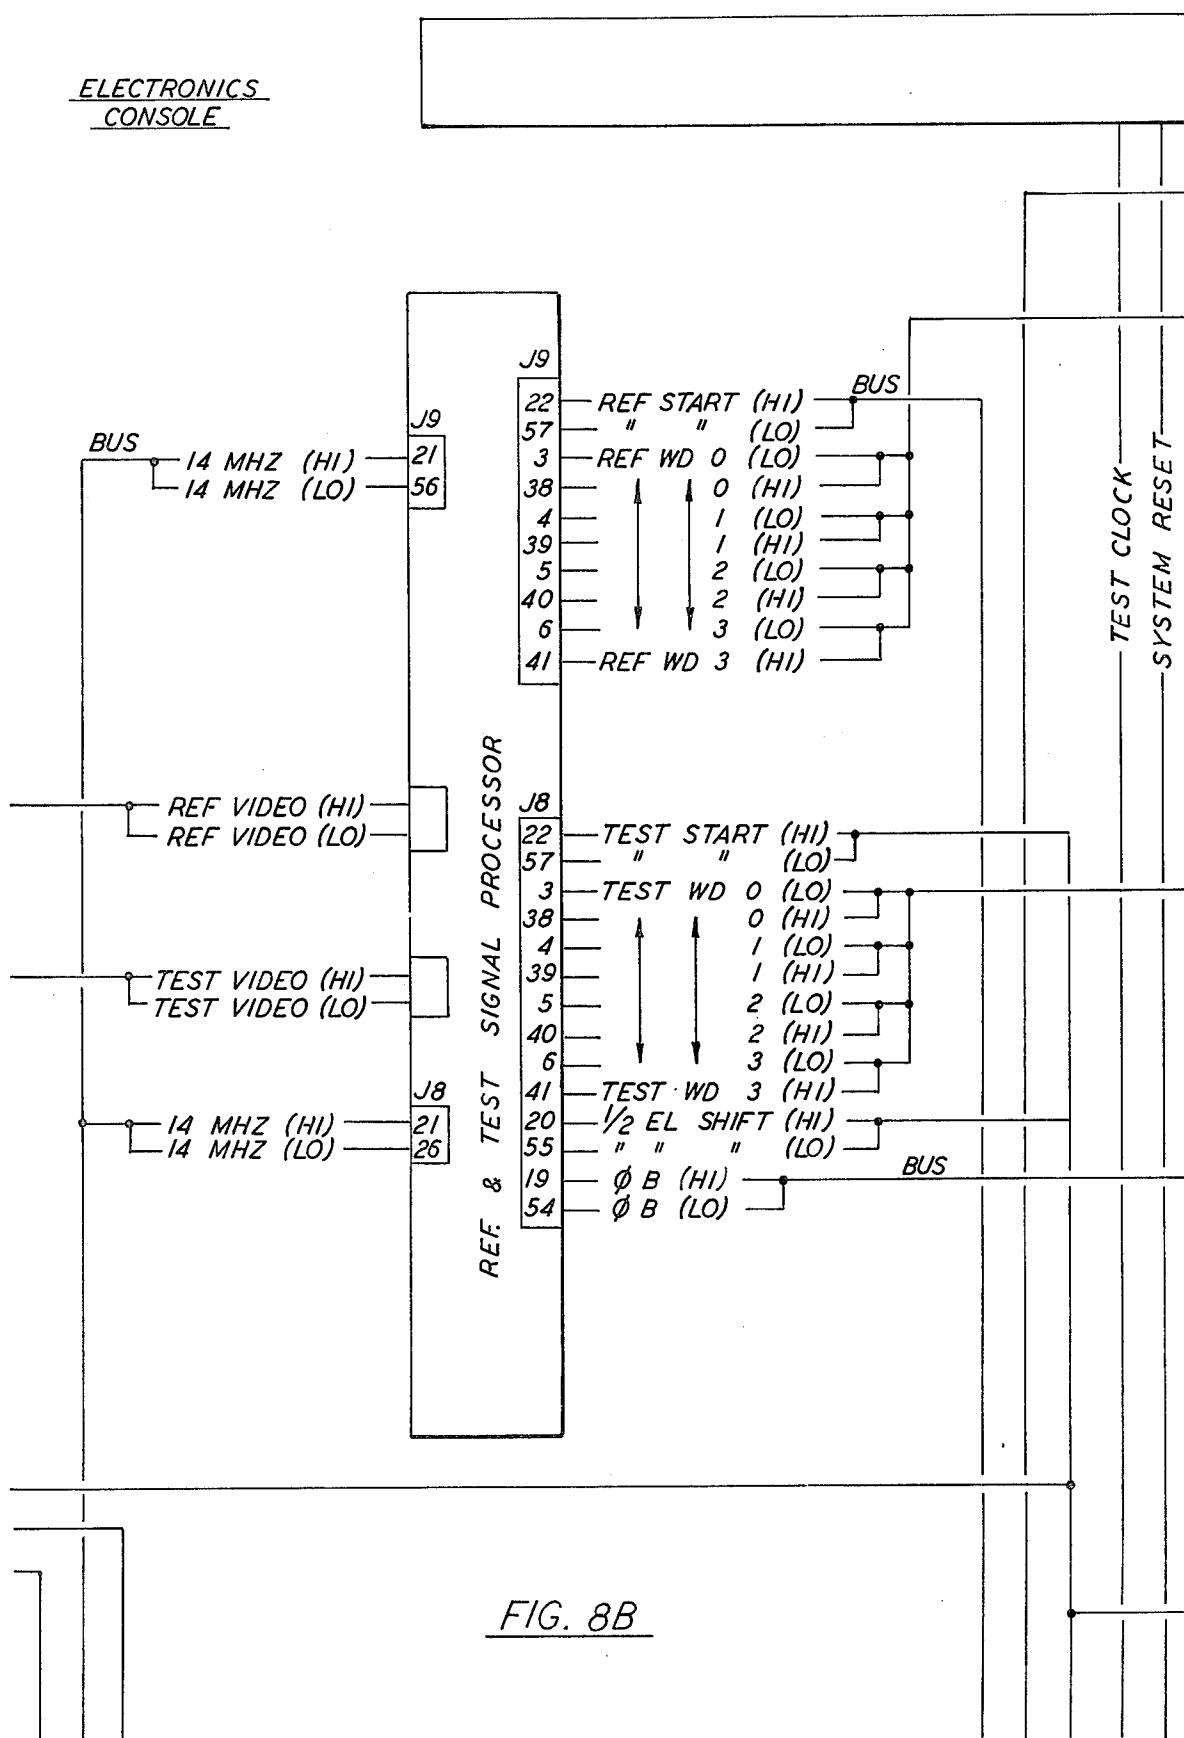 ELECTRONICS
CONSOLE
J9
22 REF START (HI) BUS
57 " " (LO)
3 REF WD 0 (LO)
38 0 (HI)
4 1 (LO)
39 1 (HI)
5 2 (LO)
40 2 (HI)
6 3 (LO)
41 REF WD 3 (HI)
J9
BUS 14 MHZ (HI) 21
14 MHZ (LO) 56
TEST CLOCK
SYSTEM RESET
REF VIDEO (HI)
REF VIDEO (LO)
TEST VIDEO (HI)
TEST VIDEO (LO)
J8
14 MHZ (HI) 21
14 MHZ (LO) 26
REF. & TEST SIGNAL PROCESSOR
J8
22 TEST START (HI)
57 " " (LO)
3 TEST WD 0 (LO)
38 0 (HI)
4 1 (LO)
39 1 (HI)
5 2 (LO)
40 2 (HI)
6 3 (LO)
41 TEST WD 3 (HI)
20 1/2 EL SHIFT (HI)
55 " " " (LO)
19 Ø B (HI) BUS
54 Ø B (LO)
FIG. 8B